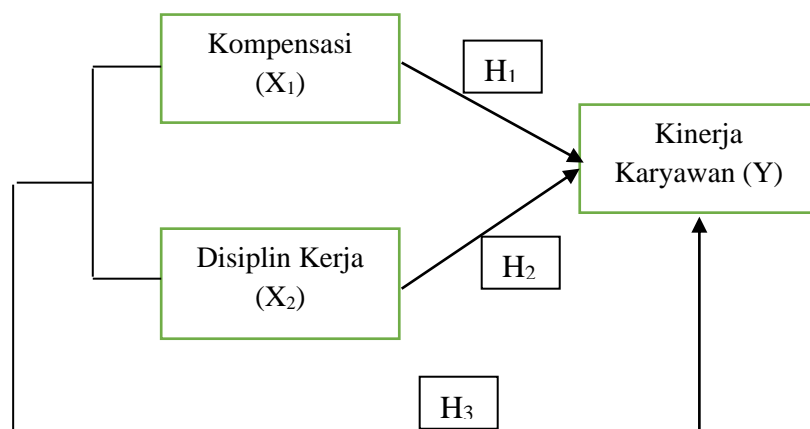 Kompensasi
(X₁)
H₁
Kinerja
Karyawan (Y)
Disiplin Kerja
(X₂)
H₂
H₃